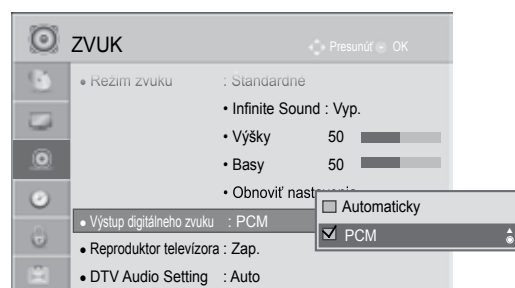 ZVUK
Presunúť OK
• Režim zvuku : Štandardné
• Infinite Sound : Vyp.
• Výšky 50
• Basy 50
• Obnoviť
• Výstup digitálneho zvuku : PCM
Automaticky
PCM
• Reproduktor televízora : Zap.
• DTV Audio Setting : Auto